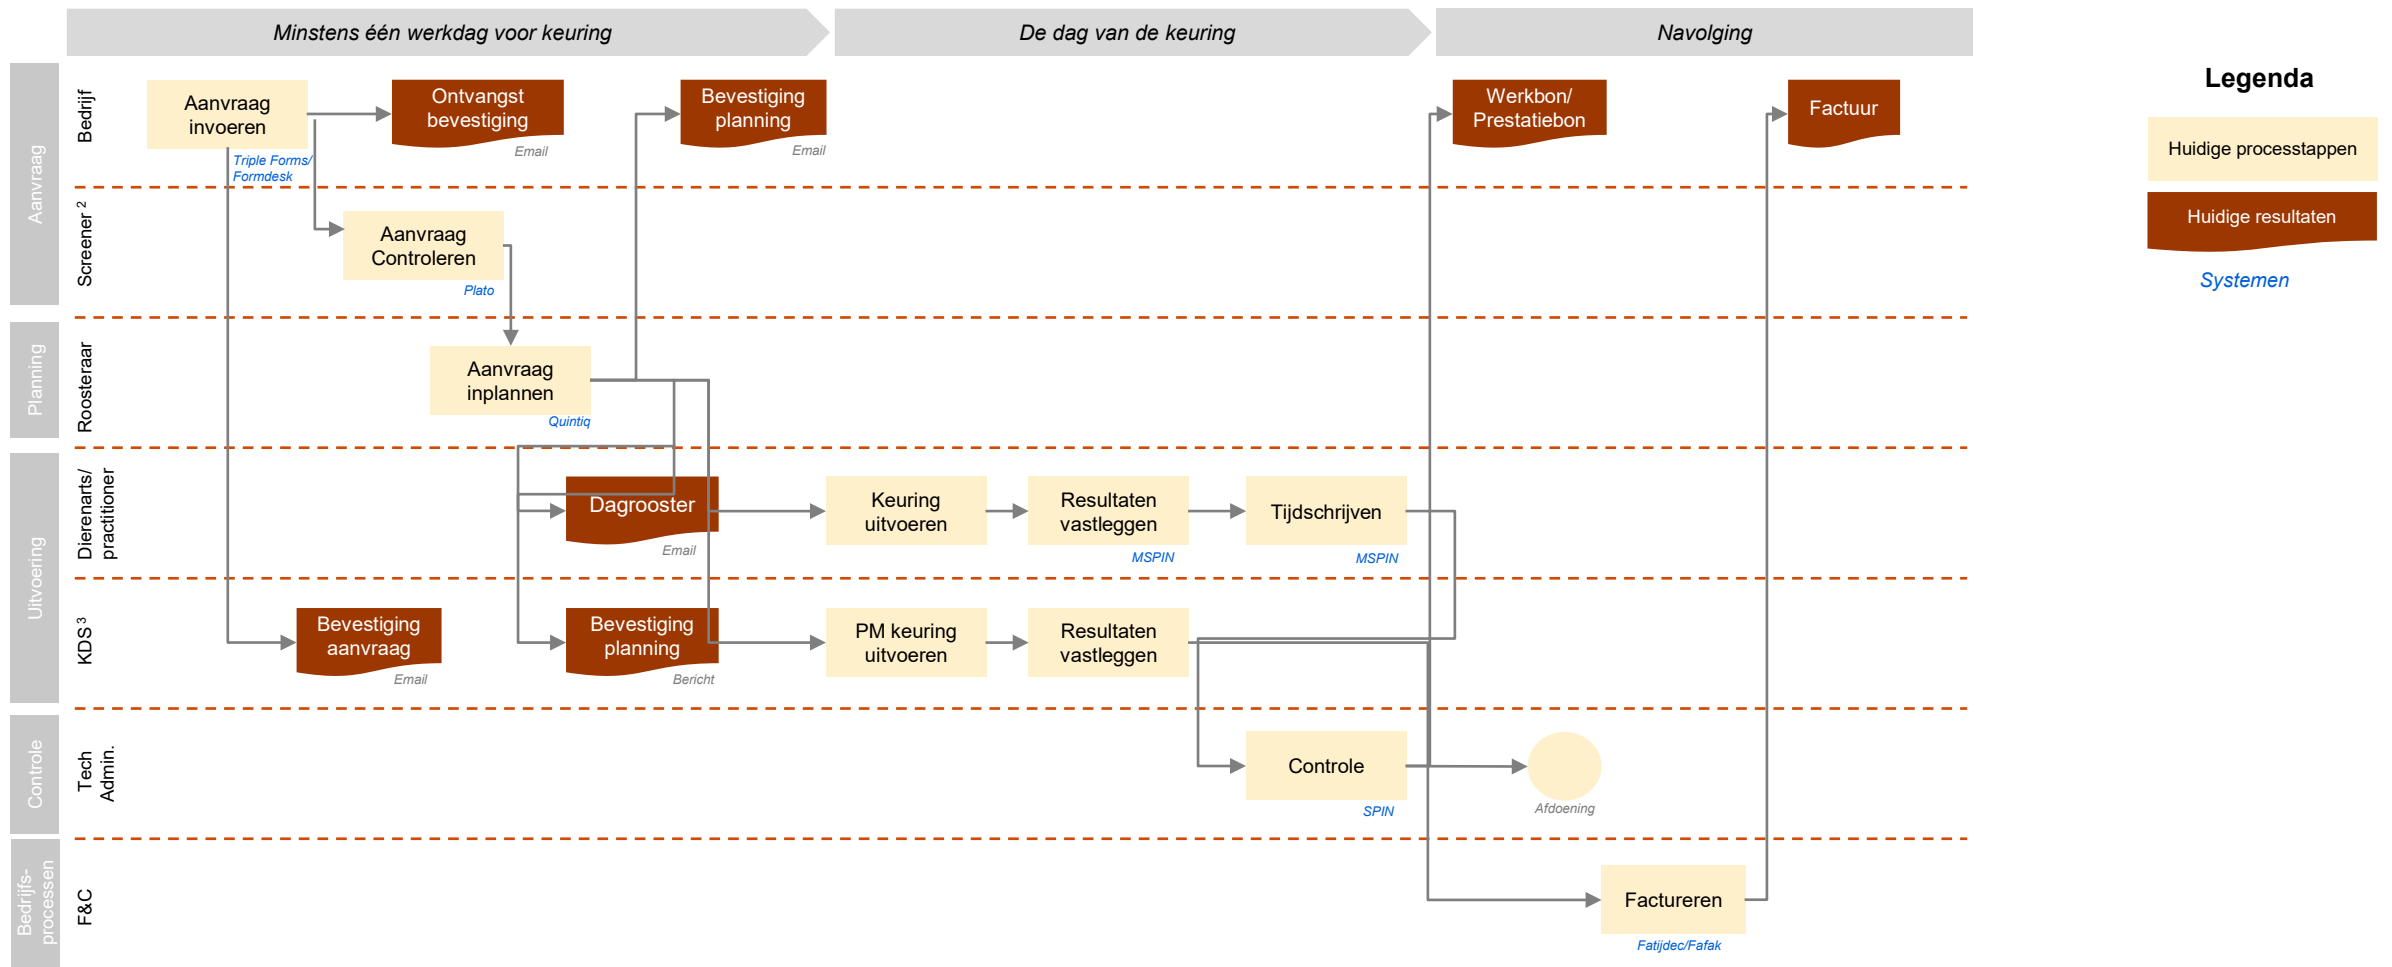 Minstens één werkdag voor keuring
De dag van de keuring
Navolging
Legenda
Huidige processtappen
Huidige resultaten
Systemen
Aanvraag
Bedrijf
Aanvraag
invoeren
Triple Forms/
Formdesk
Ontvangst
bevestiging
Email
Bevestiging
planning
Email
Werkbon/
Prestatiebon
Factuur
Screener 2
Aanvraag
Controleren
Plato
Planning
Roosteraar
Aanvraag
inplannen
Quintiq
Uitvoering
Dierenarts/
practitioner
Dagrooster
Email
Keuring
uitvoeren
Resultaten
vastleggen
MSPIN
Tijdschrijven
MSPIN
KDS 3
Bevestiging
aanvraag
Email
Bevestiging
planning
Bericht
PM keuring
uitvoeren
Resultaten
vastleggen
Controle
Tech
Admin.
Controle
SPIN
Afdoening
Bedrijfs-
processen
F&C
Factureren
Fatijdec/Fafak